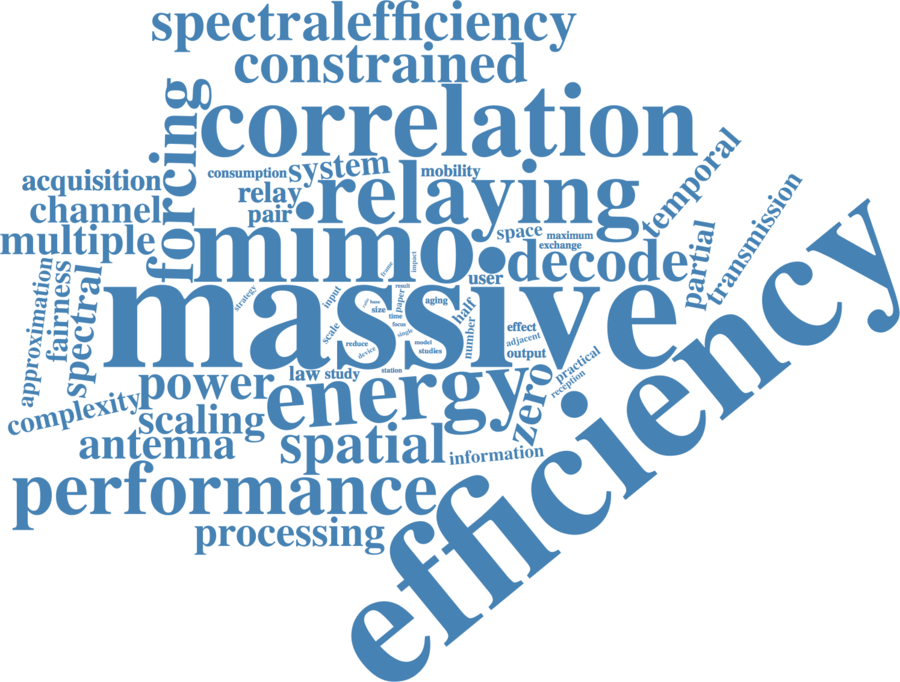 spectralefficiency
constrained
correlation
forcing
consumption
system
mobility
temporal
acquisition
relay
relaying
channel
pair
transmission
multiple
mimo
space
maximum
exchange
decode
partial
approximation
fairness
spectral
massive
strategy
input
frame
impact
user
result
paper
base
size
aging
time
focus
half
scale
single
number
effect
reduce
model
adjacent
device
studies
output
station
practical
reception
law
study
power
energy
zero
complexity
scaling
antenna
spatial
information
performance
processing
efficiency